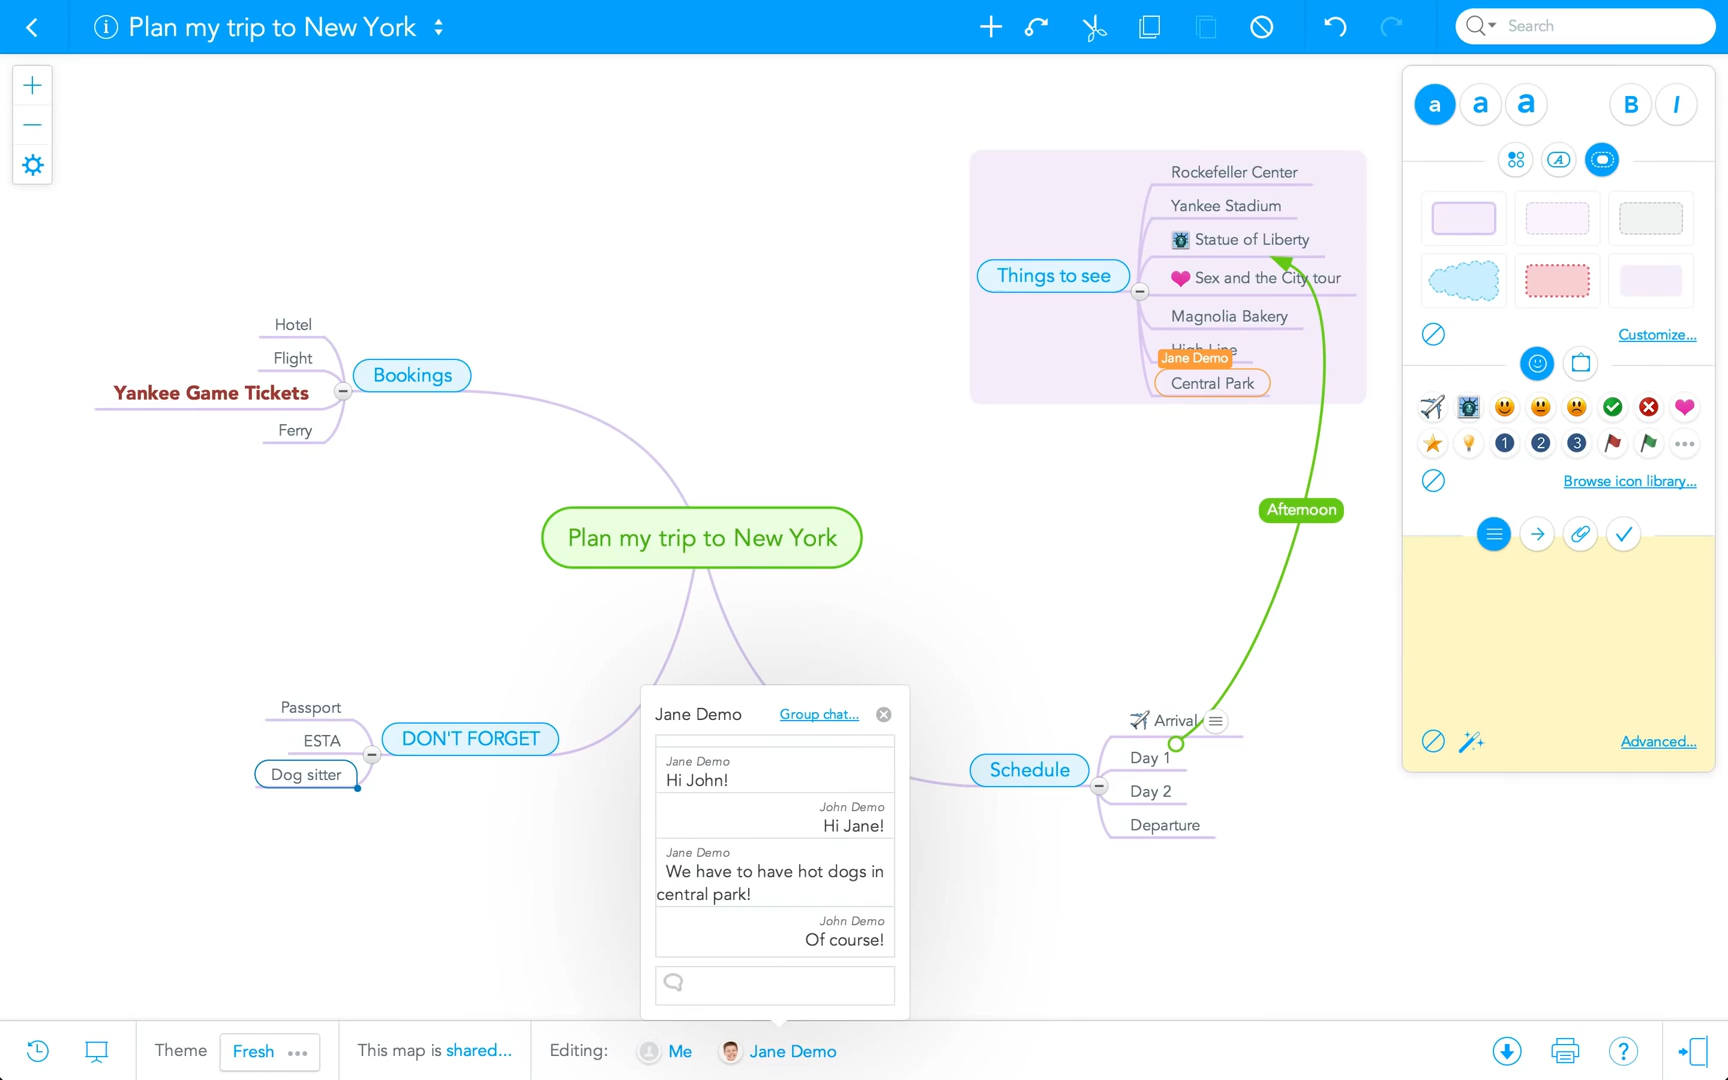 Plan my trip to New York
Search
a a a B I
A
Rockefeller Center
Yankee Stadium
Statue of Liberty
Things to see
Sex and the City tour
Magnolia Bakery
High Line
Jane Demo
Central Park
Customize...
Hotel
Flight
Bookings
Yankee Game Tickets
Ferry
1 2 3
Browse icon library...
Afternoon
Plan my trip to New York
Passport
ESTA
DON'T FORGET
Dog sitter
Jane Demo Group chat...
Jane Demo
Hi John!
John Demo
Hi Jane!
Jane Demo
We have to have hot dogs in
central park!
John Demo
Of course!
Arrival
Day 1
Schedule
Day 2
Departure
Advanced...
Theme Fresh
This map is shared...
Editing: Me Jane Demo
?